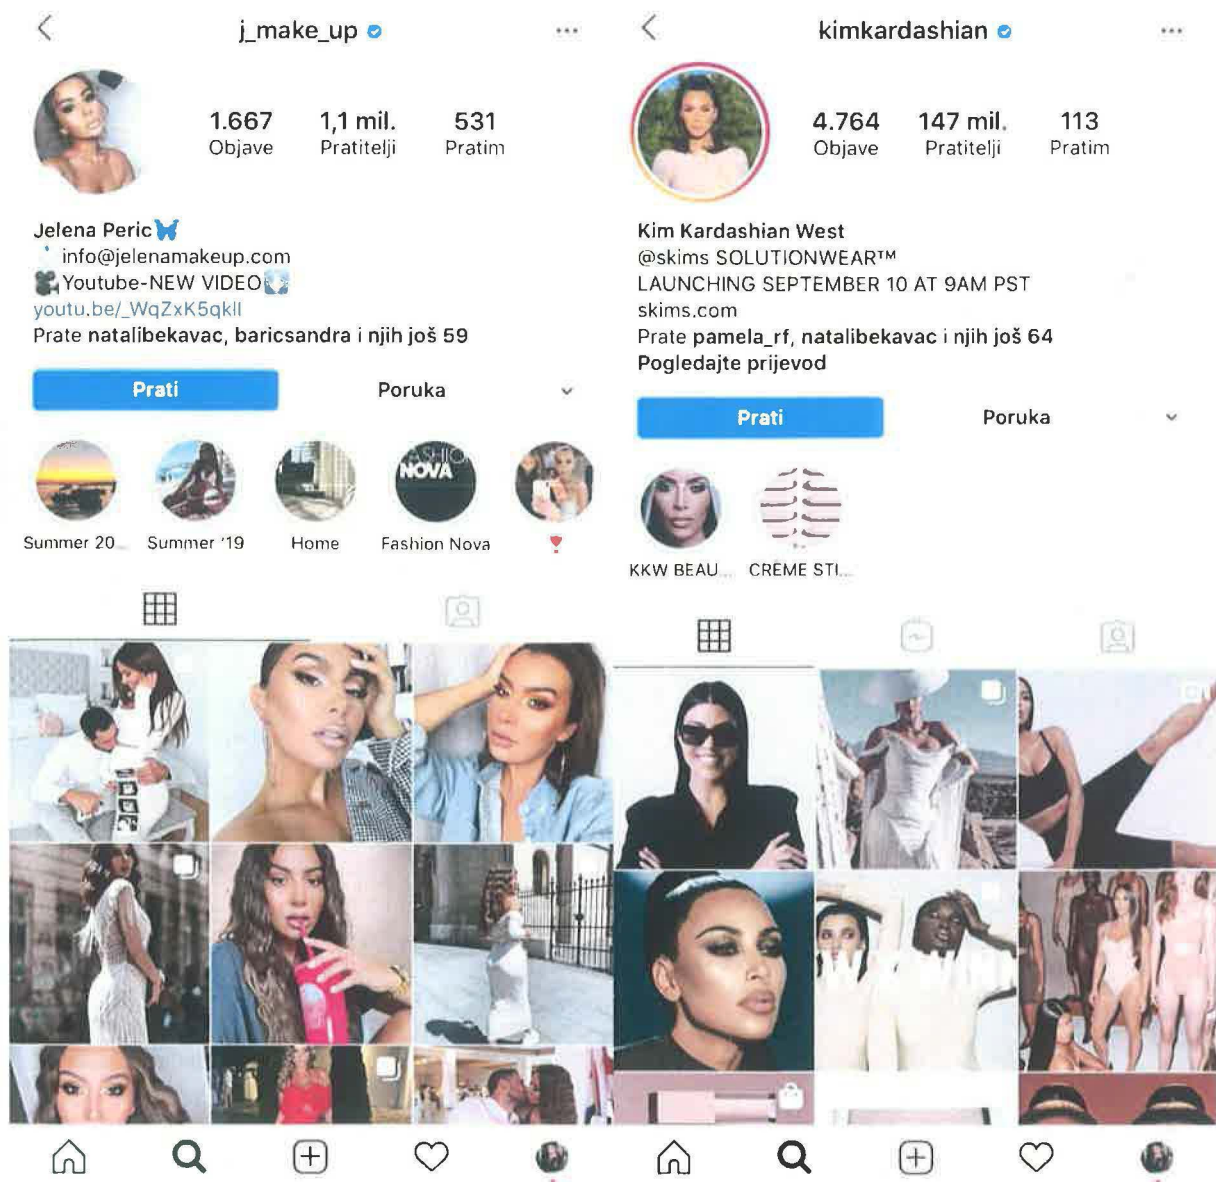 j_make_up
1.667 1,1 mil. 531
Objave Pratitelji Pratim
Jelena Peric
info@jelenamakeup.com
Youtube-NEW VIDEO
youtu.be/_WqZxK5qkII
Prate natalibekavac, baricsandra i njih još 59
Prati Poruka
FASHIO
NOVA
Summer 20... Summer '19 Home Fashion Nova
kimkardashian
4.764 147 mil. 113
Objave Pratitelji Pratim
Kim Kardashian West
@skims SOLUTIONWEAR™
LAUNCHING SEPTEMBER 10 AT 9AM PST
skims.com
Prate pamela_rf, natalibekavac i njih još 64
Pogledajte prijevod
Prati Poruka
KKW BEAU... CRÈME STI...